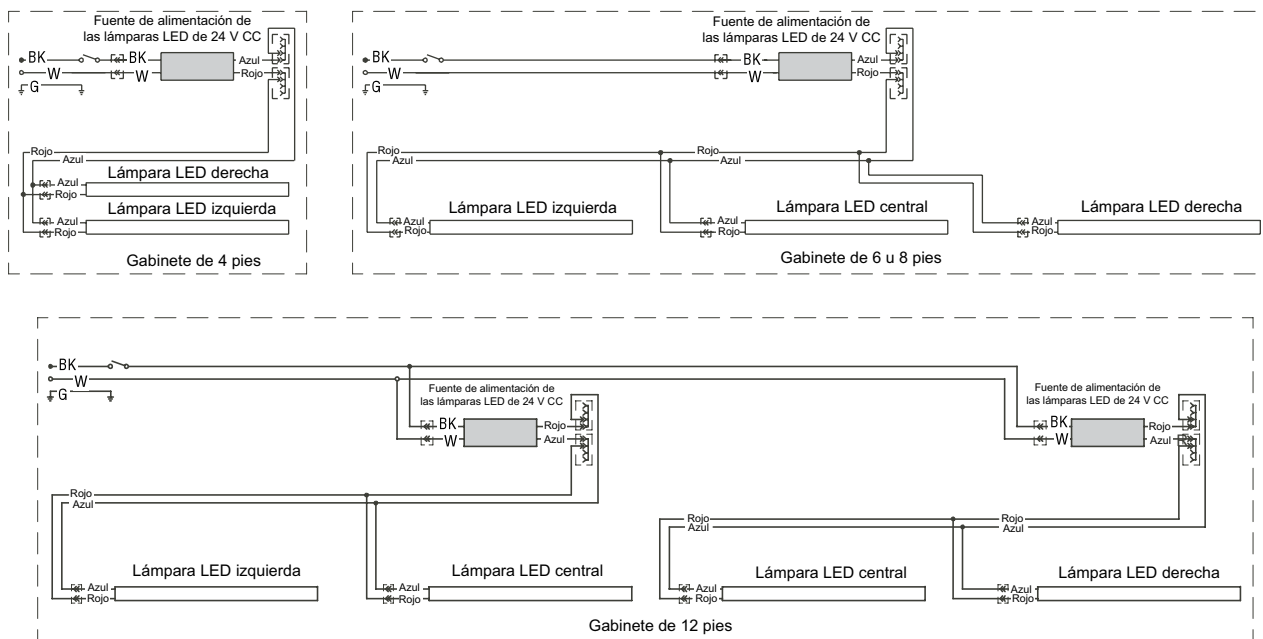 Fuente de alimentación de
las lámparas LED de 24 V CC
BK
BK
Azul
W
W
Rojo
G
Rojo
Azul
Lámpara LED derecha
Azul
Rojo
Lámpara LED izquierda
Azul
Rojo
Gabinete de 4 pies
Fuente de alimentación de
las lámparas LED de 24 V CC
BK
BK
Azul
W
W
Rojo
G
Rojo
Rojo
Azul
Azul
Lámpara LED izquierda
Lámpara LED central
Lámpara LED derecha
Azul
Rojo
Azul
Rojo
Azul
Rojo
Gabinete de 6 u 8 pies
BK
W
G
Fuente de alimentación de
las lámparas LED de 24 V CC
BK
Rojo
W
Azul
Fuente de alimentación de
las lámparas LED de 24 V CC
BK
Rojo
W
Azul
Rojo
Azul
Rojo
Rojo
Azul
Azul
Lámpara LED izquierda
Lámpara LED central
Lámpara LED central
Lámpara LED derecha
Azul
Rojo
Azul
Rojo
Azul
Rojo
Azul
Rojo
Gabinete de 12 pies